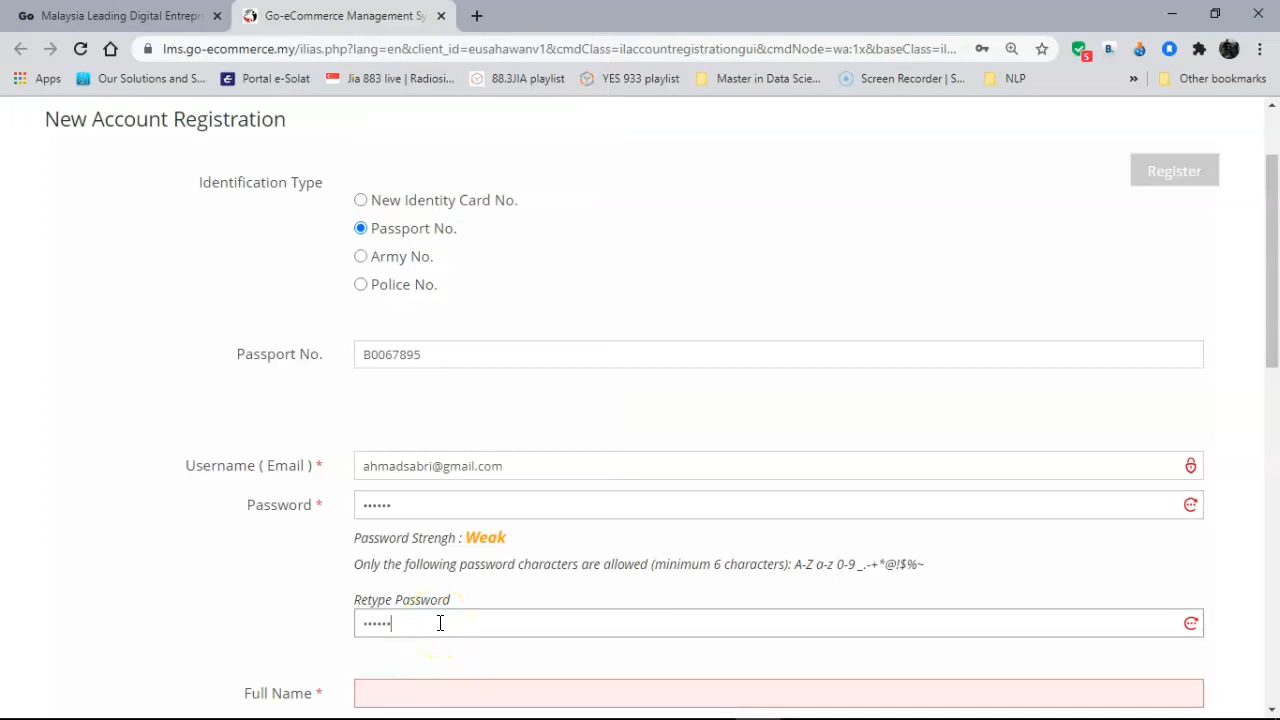 Go Malaysia Leading Digital Entrepr
Go-eCommerce Management Sy
lms.go-ecommerce.my/ilias.php?lang=en&client_id=eusahawanv1&cmdClass=ilaccountregistrationgui&cmdNode=wa:1x&baseClass=il...
Apps
Our Solutions and S...
Portal e-Solat
Jia 883 live | Radiosi...
88.3JIA playlist
YES 933 playlist
Master in Data Scie...
Screen Recorder | S...
NLP
»
Other bookmarks
New Account Registration
Register
Identification Type
New Identity Card No.
Passport No.
Army No.
Police No.
Passport No. B0067895
Username ( Email ) * ahmadsabri@gmail.com
Password * ••••••
Password Strengh : Weak
Only the following password characters are allowed (minimum 6 characters): A-Z a-z 0-9 _.-+*@!$%~
Retype Password
••••••
Full Name *